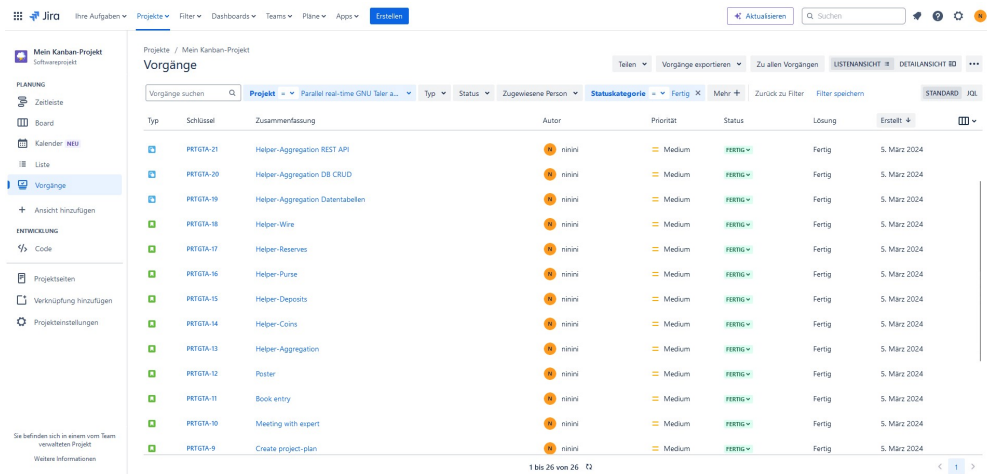 Jira Ihre Aufgaben Projekte Filter Dashboards Teams Pläne Apps Erstellen Aktualisieren Suchen N
Mein Kanban-Projekt
Softwareprojekt
PLANUNG
Zeitleiste
Board
Kalender NEU
Liste
Vorgänge
Ansicht hinzufügen
ENTWICKLUNG
Code
Projektseiten
Verknüpfung hinzufügen
Projekteinstellungen
Sie befinden sich in einem vom Team
verwalteten Projekt
Weitere Informationen
Projekte / Mein Kanban-Projekt
Vorgänge Teilen Vorgänge exportieren Zu allen Vorgängen LISTENANSICHT DETAILANSICHT
Vorgänge suchen Projekt = Parallel real-time GNU Taler a... Typ Status Zugewiesene Person Statuskategorie = Fertig × Mehr + Zurück zu Filter Filter speichern STANDARD JQL
Typ Schlüssel Zusammenfassung Autor Priorität Status Lösung Erstellt
PRTGTA-21 Helper-Aggregation REST API N ninini Medium FERTIG Fertig 5. März 2024
PRTGTA-20 Helper-Aggregation DB CRUD N ninini Medium FERTIG Fertig 5. März 2024
PRTGTA-19 Helper-Aggregation Datentabellen N ninini Medium FERTIG Fertig 5. März 2024
PRTGTA-18 Helper-Wire N ninini Medium FERTIG Fertig 5. März 2024
PRTGTA-17 Helper-Reserves N ninini Medium FERTIG Fertig 5. März 2024
PRTGTA-16 Helper-Purse N ninini Medium FERTIG Fertig 5. März 2024
PRTGTA-15 Helper-Deposits N ninini Medium FERTIG Fertig 5. März 2024
PRTGTA-14 Helper-Coins N ninini Medium FERTIG Fertig 5. März 2024
PRTGTA-13 Helper-Aggregation N ninini Medium FERTIG Fertig 5. März 2024
PRTGTA-12 Poster N ninini Medium FERTIG Fertig 5. März 2024
PRTGTA-11 Book entry N ninini Medium FERTIG Fertig 5. März 2024
PRTGTA-10 Meeting with expert N ninini Medium FERTIG Fertig 5. März 2024
PRTGTA-9 Create project-plan N ninini Medium FERTIG Fertig 5. März 2024
1 bis 26 von 26 < 1 >